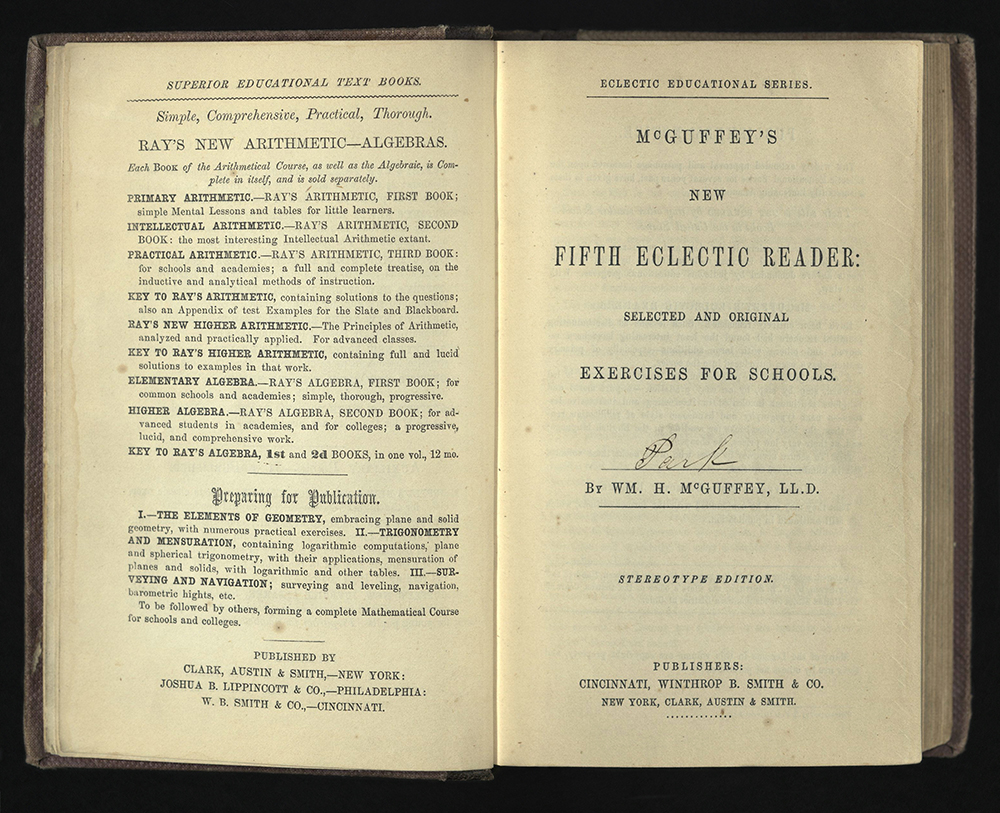 SUPERIOR EDUCATIONAL TEXT BOOKS.
Simple, Comprehensive, Practical, Thorough.
RAY'S NEW ARITHMETIC—ALGEBRAS.
Each BOOK of the Arithmetical Course, as well as the Algebraic, is Com-
plete in itself, and is sold separately.
PRIMARY ARITHMETIC.—RAY'S ARITHMETIC, FIRST BOOK;
simple Mental Lessons and tables for little learners.
INTELLECTUAL ARITHMETIC.—RAY'S ARITHMETIC, SECOND
BOOK: the most interesting Intellectual Arithmetic extant.
PRACTICAL ARITHMETIC.—RAY'S ARITHMETIC, THIRD BOOK:
for schools and academies; a full and complete treatise, on the
inductive and analytical methods of instruction.
KEY TO RAY'S ARITHMETIC, containing solutions to the questions;
also an Appendix of test Examples for the Slate and Blackboard.
RAY'S NEW HIGHER ARITHMETIC.—The Principles of Arithmetic,
analyzed and practically applied. For advanced classes.
KEY TO RAY'S HIGHER ARITHMETIC, containing full and lucid
solutions to examples in that work.
ELEMENTARY ALGEBRA.—RAY'S ALGEBRA, FIRST BOOK; for
common schools and academies; simple, thorough, progressive.
HIGHER ALGEBRA.—RAY'S ALGEBRA, SECOND BOOK; for ad-
vanced students in academies, and for colleges; a progressive,
lucid, and comprehensive work.
KEY TO RAY'S ALGEBRA, 1st and 2d BOOKS, in one vol., 12 mo.
Preparing for Publication.
I.—THE ELEMENTS OF GEOMETRY, embracing plane and solid
geometry, with numerous practical exercises. II.—TRIGONOMETRY
AND MENSURATION, containing logarithmic computations, plane
and spherical trigonometry, with their applications, mensuration of
planes and solids, with logarithmic and other tables. III.—SUR-
VEYING AND NAVIGATION; surveying and leveling, navigation,
barometric hights, etc.
To be followed by others, forming a complete Mathematical Course
for schools and colleges.
PUBLISHED BY
CLARK, AUSTIN & SMITH,—NEW YORK:
JOSHUA B. LIPPINCOTT & CO.,—PHILADELPHIA:
W. B. SMITH & CO.,—CINCINNATI.
ECLECTIC EDUCATIONAL SERIES.
McGUFFEY'S
NEW
FIFTH ECLECTIC READER:
SELECTED AND ORIGINAL
EXERCISES FOR SCHOOLS.
Park
BY WM. H. McGUFFEY, LL.D.
STEREOTYPE EDITION.
PUBLISHERS:
CINCINNATI, WINTHROP B. SMITH & CO.
NEW YORK, CLARK, AUSTIN & SMITH.